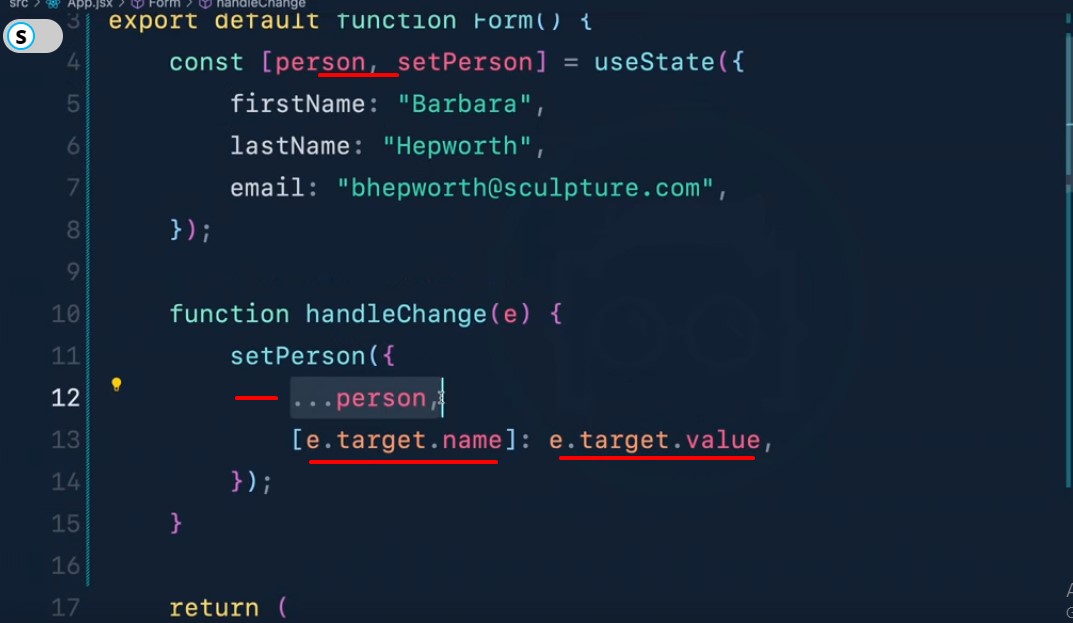 src > App.jsx > Form > handleChange
S
3 export default function Form() {
4 const [person, setPerson] = useState({
5 firstName: "Barbara",
6 lastName: "Hepworth",
7 email: "bhepworth@sculpture.com",
8 });
9
10 function handleChange(e) {
11 setPerson({
12 ...person,
13 [e.target.name]: e.target.value,
14 });
15 }
16
17 return (